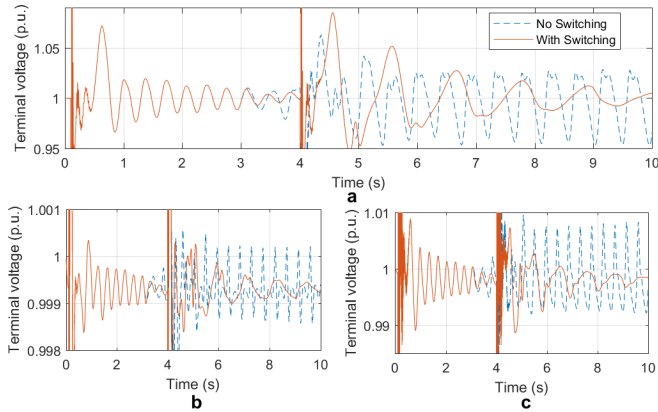 Terminal voltage (p.u.)
1.05
1
0.95
No Switching
With Switching
0 1 2 3 4 5 6 7 8 9 10
Time (s)
a
Terminal voltage (p.u.)
1.001
1
0.999
0.998
0 2 4 6 8 10
Time (s)
b
Terminal voltage (p.u.)
1.01
1
0.99
0 2 4 6 8 10
Time (s)
c